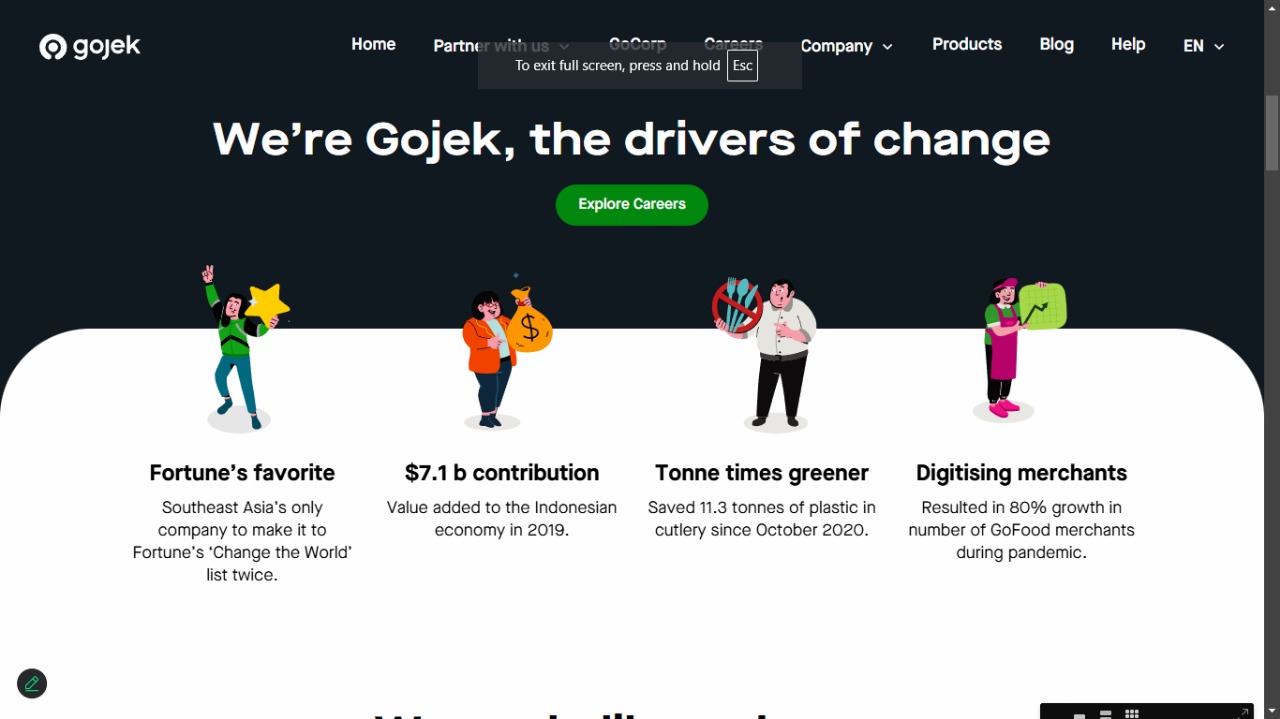 gojek
Home Partner with us GoCorp Careers Company Products Blog Help EN
To exit full screen, press and hold Esc
We’re Gojek, the drivers of change
Explore Careers
$
Fortune’s favorite
Southeast Asia’s only
company to make it to
Fortune’s ‘Change the World’
list twice.
$7.1 b contribution
Value added to the Indonesian
economy in 2019.
Tonne times greener
Saved 11.3 tonnes of plastic in
cutlery since October 2020.
Digitising merchants
Resulted in 80% growth in
number of GoFood merchants
during pandemic.